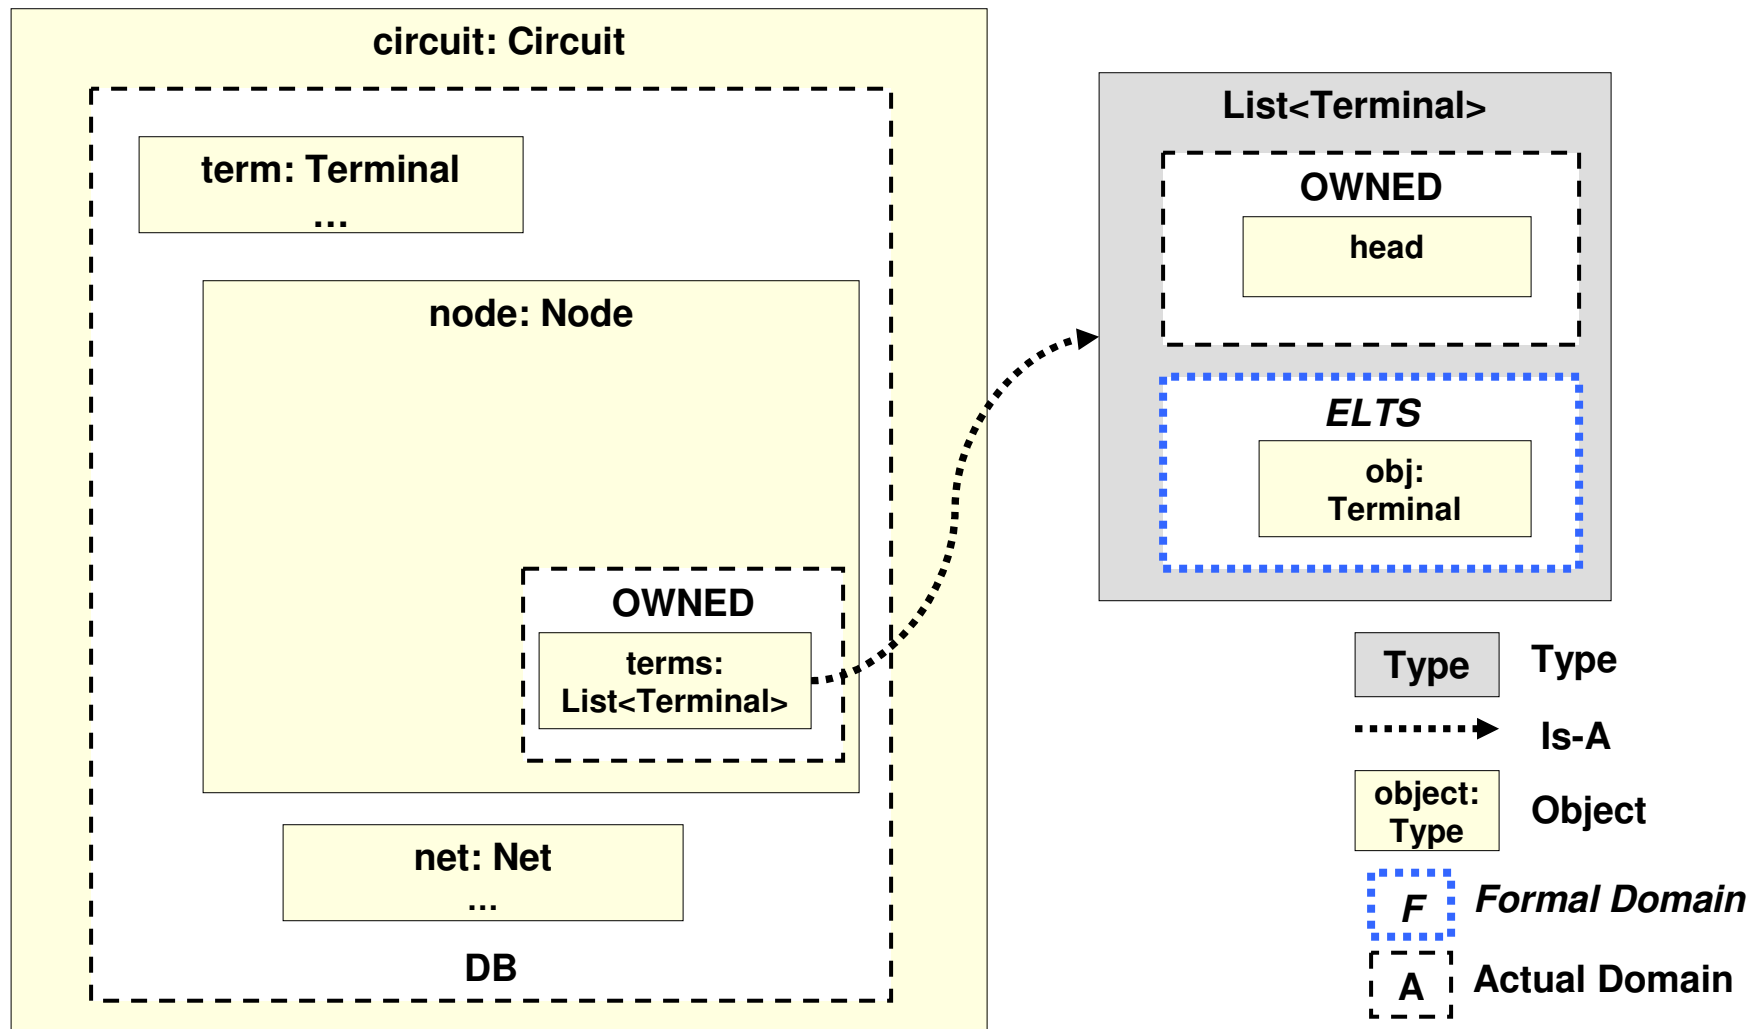 circuit: Circuit
term: Terminal
...
node: Node
OWNED
terms:
List<Terminal>
net: Net
...
DB
List<Terminal>
OWNED
head
ELTS
obj:
Terminal
Type Type
Is-A
object:
Type
Object
F Formal Domain
A Actual Domain